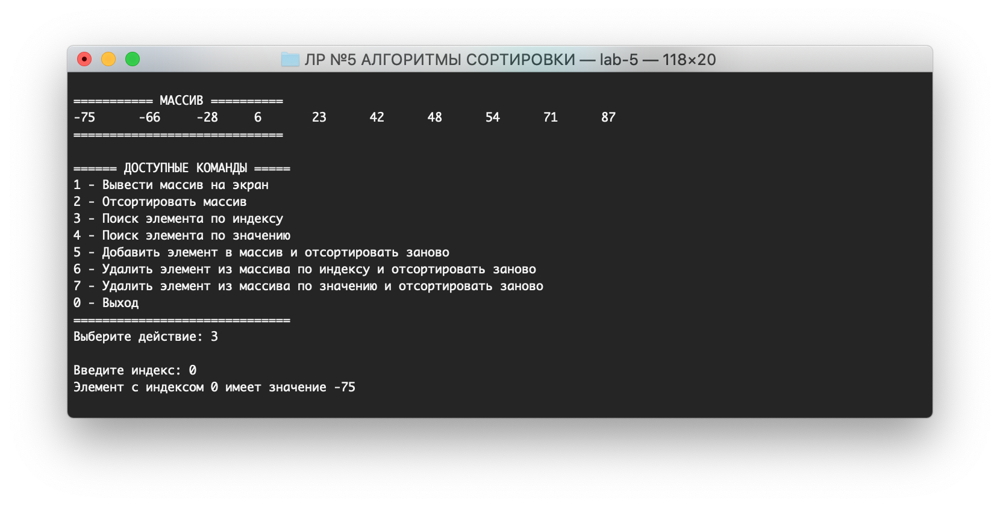 ЛР №5 АЛГОРИТМЫ СОРТИРОВКИ — lab-5 — 118×20
=========== МАССИВ ==========
-75 -66 -28 6 23 42 48 54 71 87
=============================
====== ДОСТУПНЫЕ КОМАНДЫ =====
1 - Вывести массив на экран
2 - Отсортировать массив
3 - Поиск элемента по индексу
4 - Поиск элемента по значению
5 - Добавить элемент в массив и отсортировать заново
6 - Удалить элемент из массива по индексу и отсортировать заново
7 - Удалить элемент из массива по значению и отсортировать заново
0 - Выход
==============================
Выберите действие: 3
Введите индекс: 0
Элемент с индексом 0 имеет значение -75